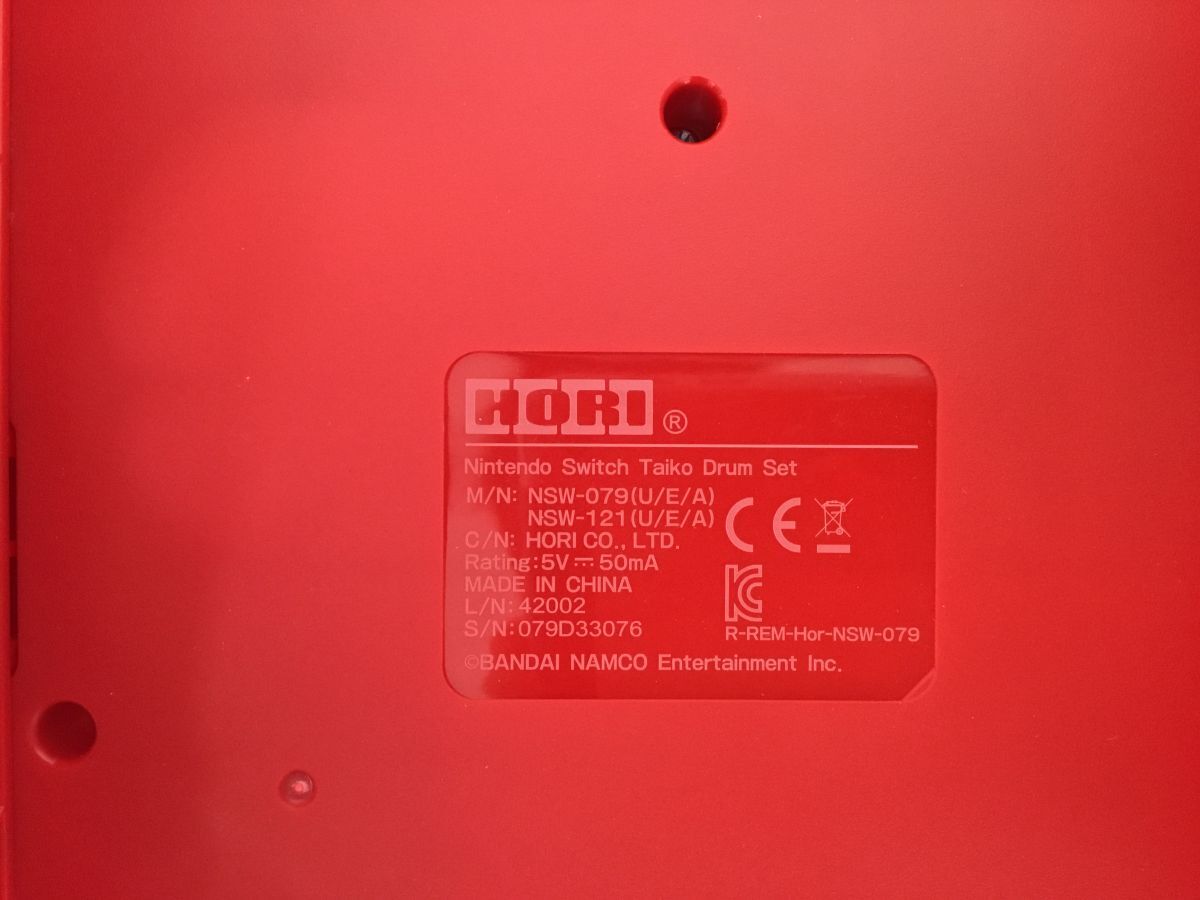 HORI ®
Nintendo Switch Taiko Drum Set
M/N: NSW-079(U/E/A)
NSW-121(U/E/A)
C/N: HORI CO., LTD.
Rating:5V⎓50mA
MADE IN CHINA
L/N:42002
S/N:079D33076
R-REM-Hor-NSW-079
©BANDAI NAMCO Entertainment Inc.